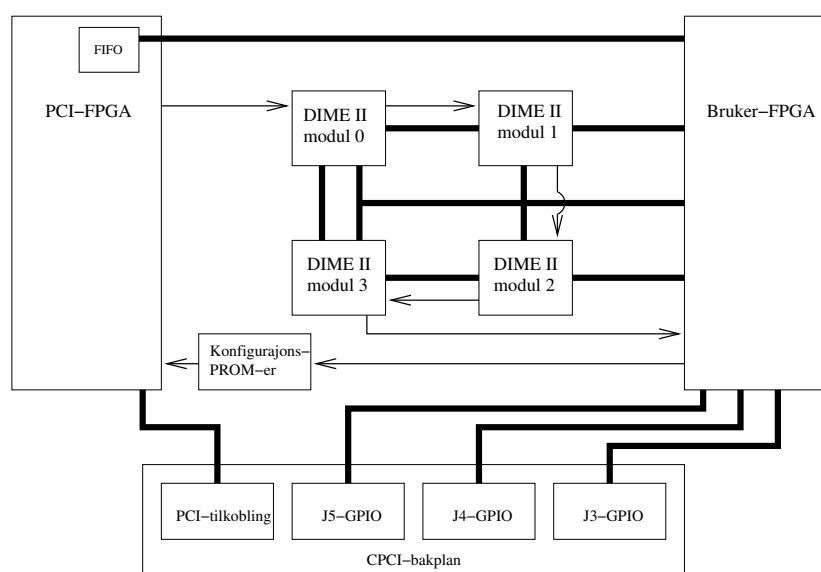 FIFO
PCI−FPGA
DIME II
modul 0
DIME II
modul 1
Bruker−FPGA
DIME II
modul 3
DIME II
modul 2
Konfigurajons−
PROM−er
PCI−tilkobling
J5−GPIO
J4−GPIO
J3−GPIO
CPCI−bakplan